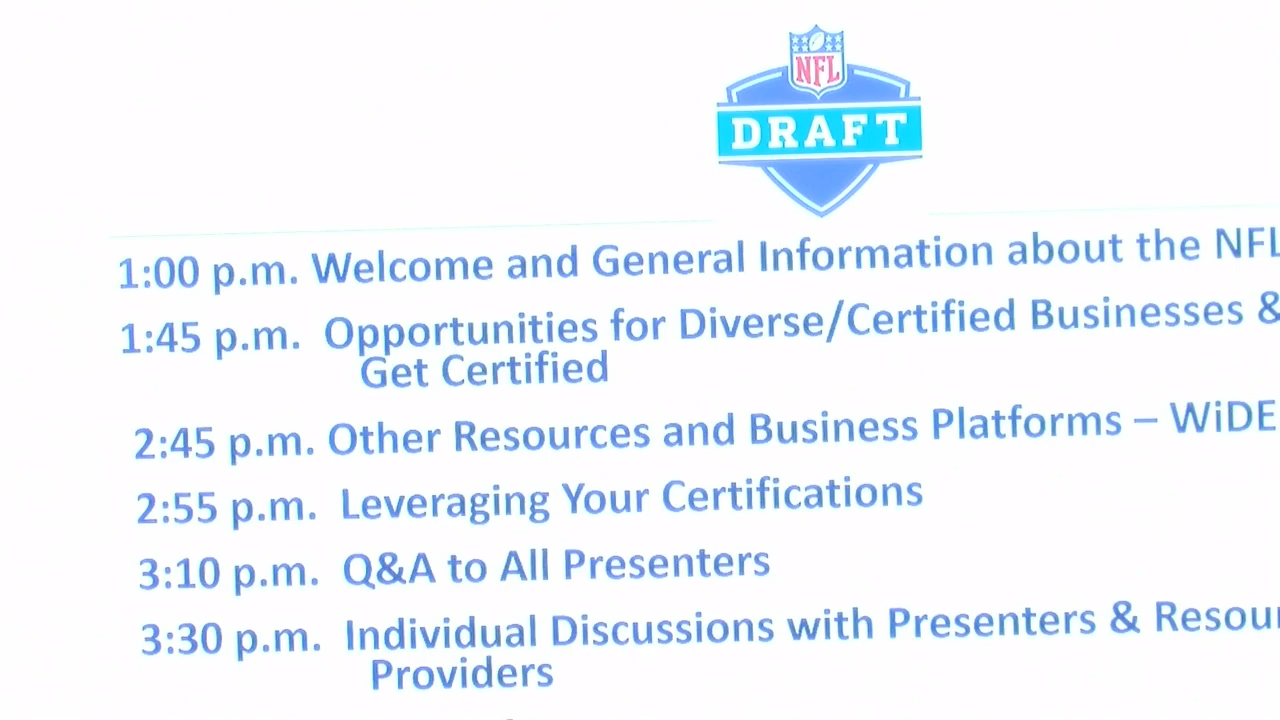 NFL
DRAFT
1:00 p.m. Welcome and General Information about the NFL
1:45 p.m. Opportunities for Diverse/Certified Businesses &
Get Certified
2:45 p.m. Other Resources and Business Platforms – WiDE
2:55 p.m. Leveraging Your Certifications
3:10 p.m. Q&A to All Presenters
3:30 p.m. Individual Discussions with Presenters & Resour
Providers